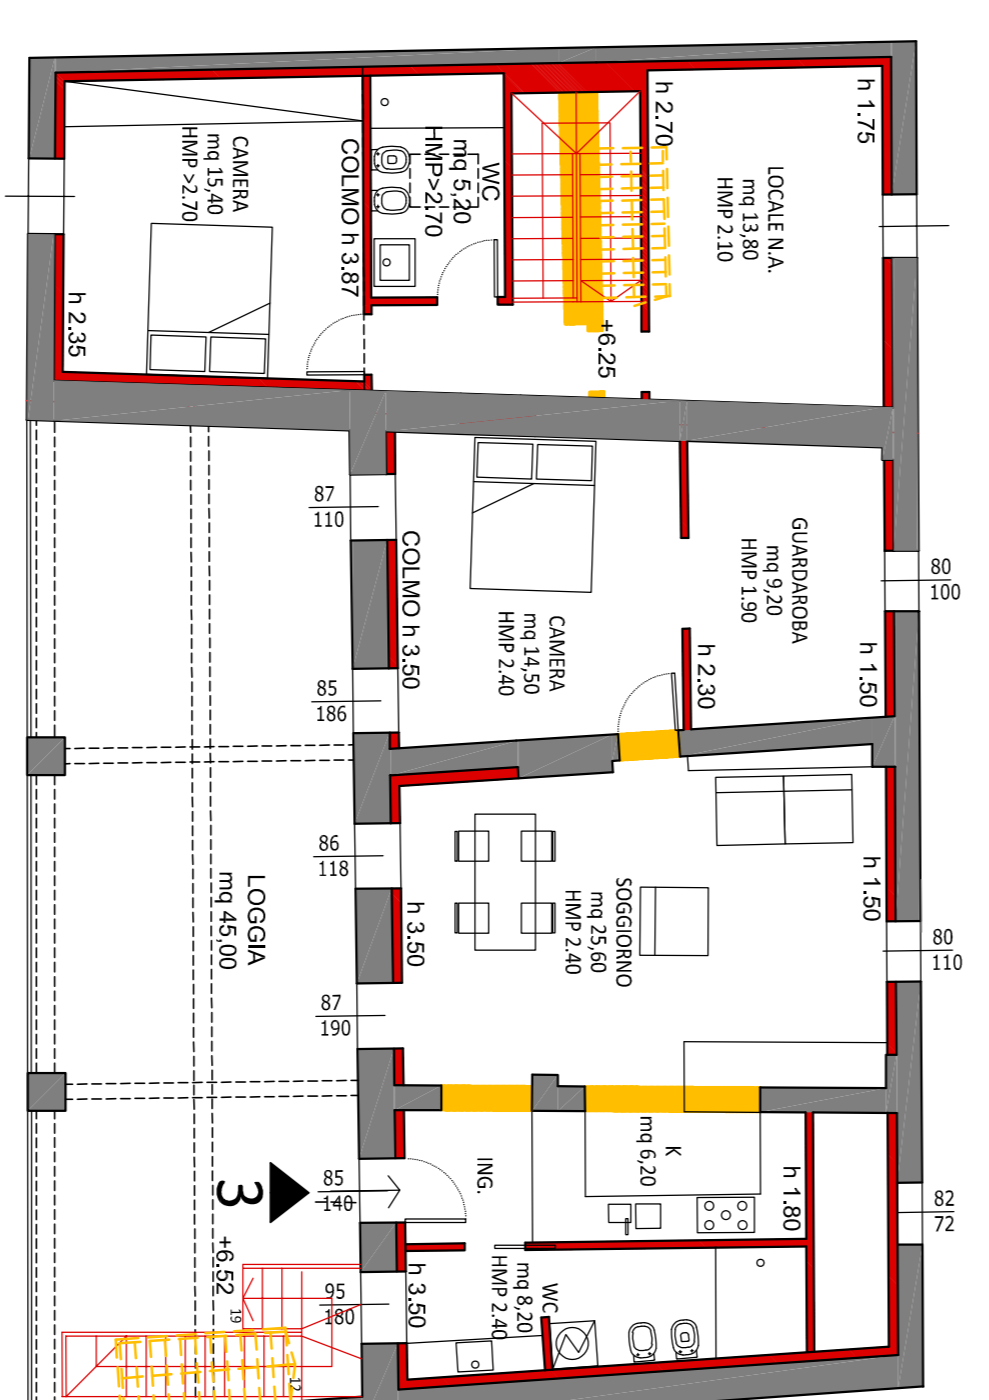 h 1.75
LOCALE N.A.
mq 13,80
HMP 2.10
h 2.70
+6.25
WC
mq 5,20
HMP>2.70
COLMO h 3.87
CAMERA
mq 15,40
HMP >2.70
h 2.35
80
100
GUARDAROBA
mq 9,20
HMP 1.90
h 1.50
h 2.30
CAMERA
mq 14,50
HMP 2.40
COLMO h 3.50
87
110
85
186
80
110
h 1.50
SOGGIORNO
mq 25,60
HMP 2.40
h 3.50
86
118
87
190
LOGGIA
mq 45,00
82
72
h 1.80
K
mq 6,20
ING.
85
140
3
+6.52
WC
mq 8,20
HMP 2.40
h 3.50
95
180
19
12